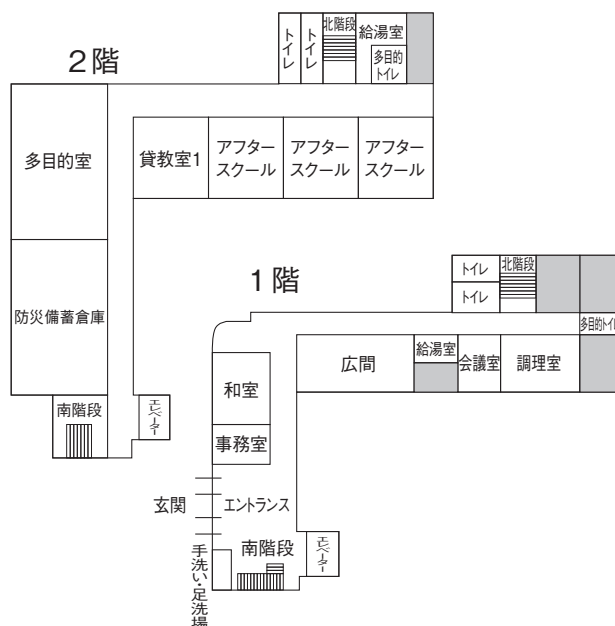 2階
トイレ
トイレ
北階段
給湯室
多目的
トイレ
多目的室
貸教室1
アフター
スクール
アフター
スクール
アフター
スクール
防災備蓄倉庫
南階段
エレベーター
1階
トイレ
トイレ
北階段
多目的トイレ
和室
広間
給湯室
会議室
調理室
事務室
玄関
エントランス
手洗い・足洗場
南階段
エレベーター